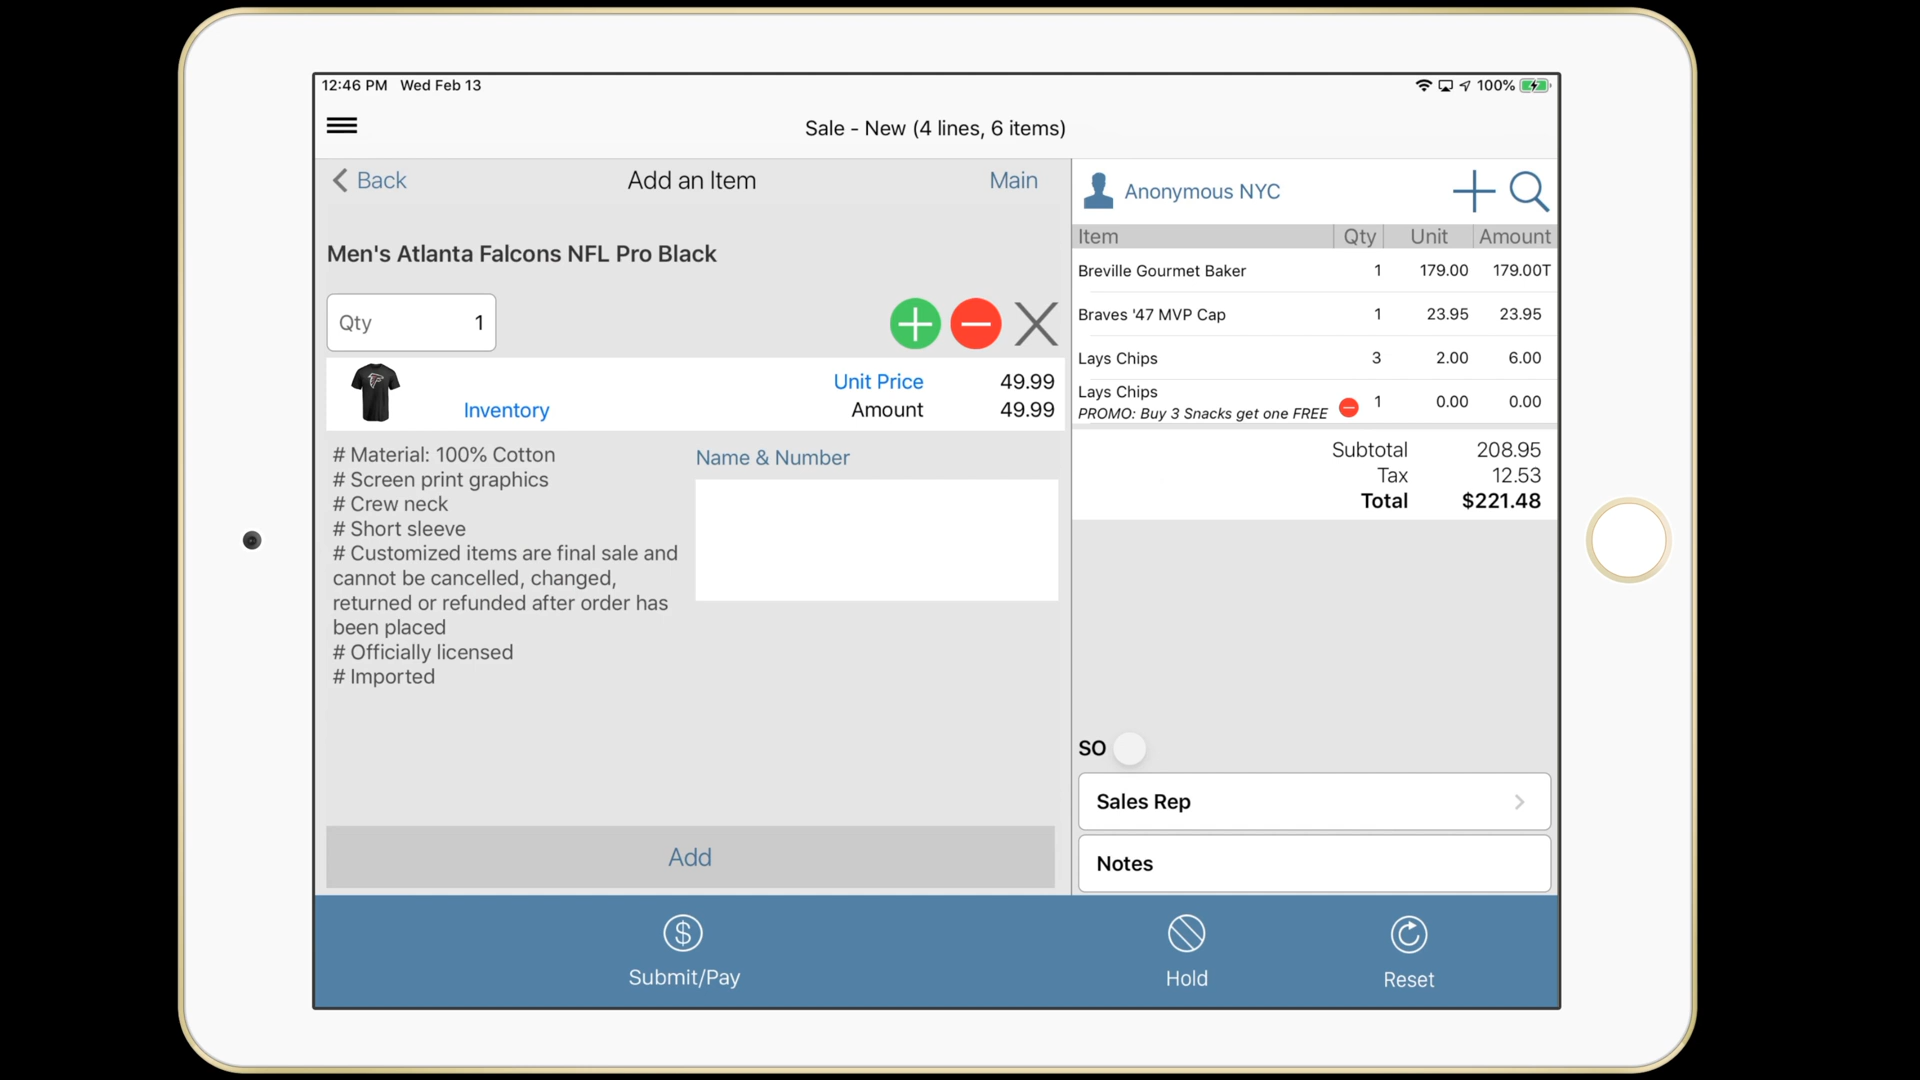 12:46 PM Wed Feb 13
100%
Sale - New (4 lines, 6 items)
Back
Add an Item
Main
Men's Atlanta Falcons NFL Pro Black
Qty 1
Unit Price 49.99
Inventory
Amount 49.99
# Material: 100% Cotton
# Screen print graphics
# Crew neck
# Short sleeve
# Customized items are final sale and
cannot be cancelled, changed,
returned or refunded after order has
been placed
# Officially licensed
# Imported
Name & Number
Add
Anonymous NYC
Item Qty Unit Amount
Breville Gourmet Baker 1 179.00 179.00T
Braves '47 MVP Cap 1 23.95 23.95
Lays Chips 3 2.00 6.00
Lays Chips 1 0.00 0.00
PROMO: Buy 3 Snacks get one FREE
Subtotal 208.95
Tax 12.53
Total $221.48
SO
Sales Rep
Notes
$
Submit/Pay
Hold
Reset